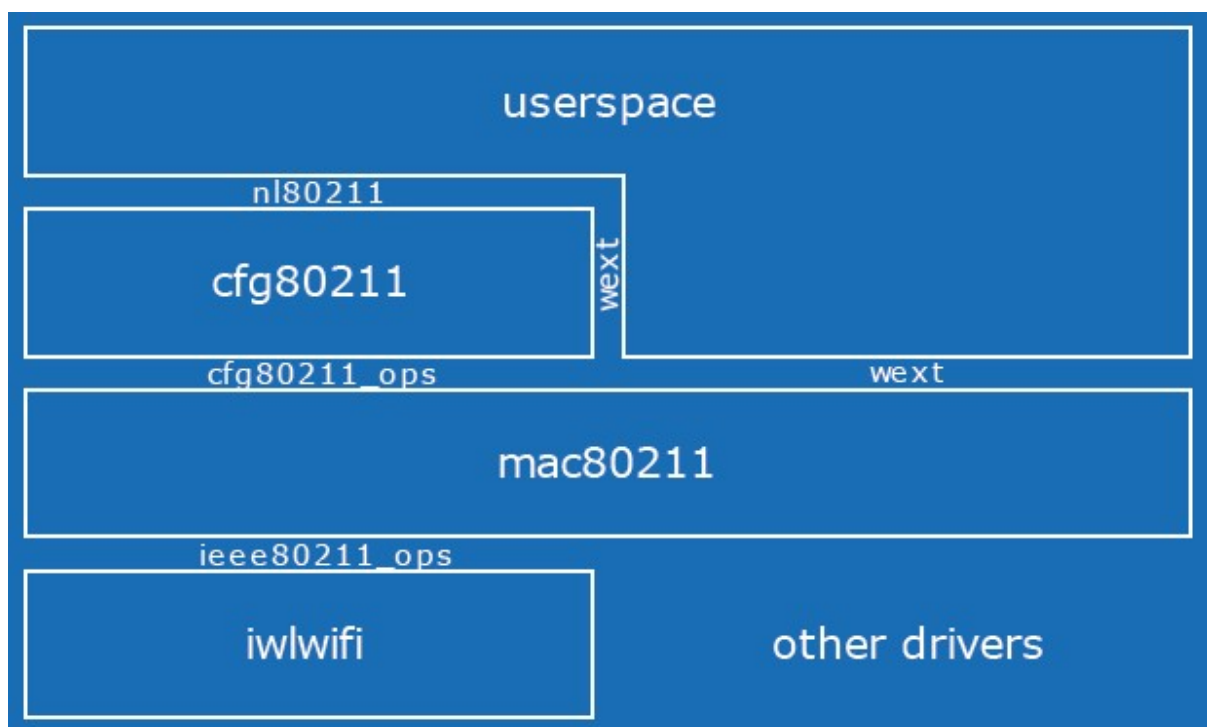 userspace
nl80211
cfg80211
wext
cfg80211_ops
wext
mac80211
ieee80211_ops
iwlwifi
other drivers